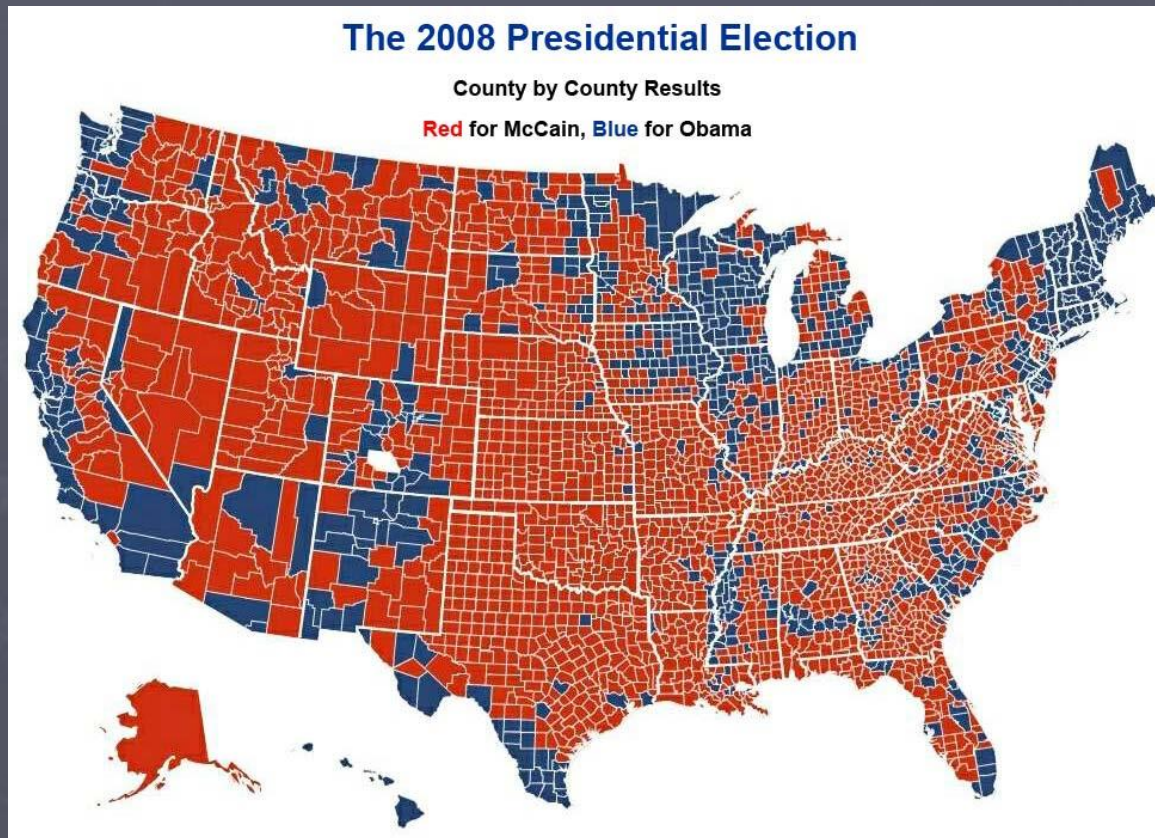 The 2008 Presidential Election
County by County Results
Red for McCain, Blue for Obama